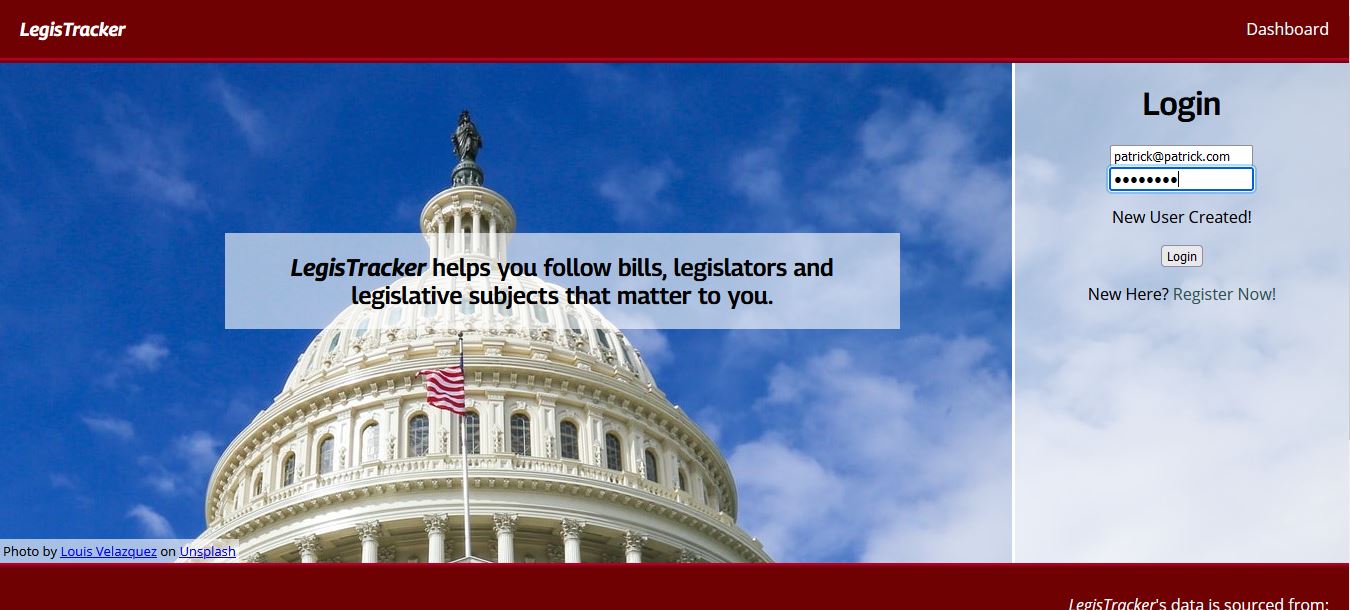 LegisTracker
Dashboard
LegisTracker helps you follow bills, legislators and
legislative subjects that matter to you.
Photo by Louis Velazquez on Unsplash
Login
patrick@patrick.com
••••••••
New User Created!
Login
New Here? Register Now!
LegisTracker's data is sourced from: